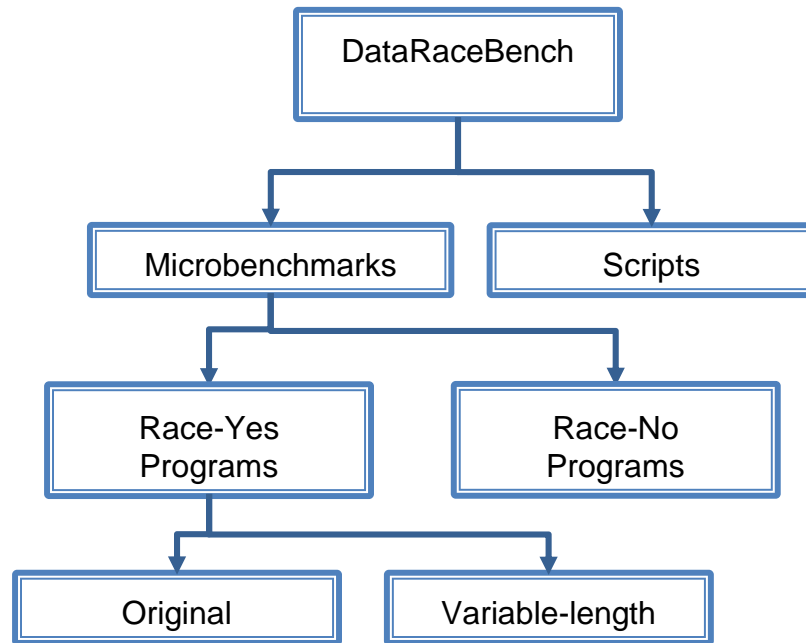 DataRaceBench
Microbenchmarks
Scripts
Race-Yes
Programs
Race-No
Programs
Original
Variable-length